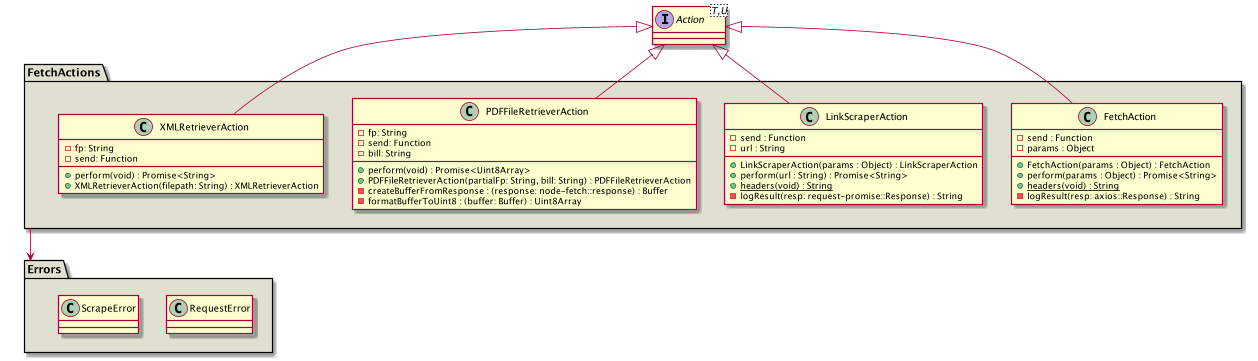 I Action T,U
FetchActions
C XMLRetrieverAction
fp: String
send: Function
perform(void) : Promise<String>
XMLRetrieverAction(filepath: String) : XMLRetrieverAction
C PDFFileRetrieverAction
fp: String
send: Function
bill: String
perform(void) : Promise<Uint8Array>
PDFFileRetrieverAction(partialFp: String, bill: String) : PDFFileRetrieverAction
createBufferFromResponse : (response: node-fetch::response) : Buffer
formatBufferToUint8 : (buffer: Buffer) : Uint8Array
C LinkScraperAction
send : Function
url : String
LinkScraperAction(params : Object) : LinkScraperAction
perform(url : String) : Promise<String>
headers(void) : String
logResult(resp: request-promise::Response) : String
C FetchAction
send : Function
params : Object
FetchAction(params : Object) : FetchAction
perform(params : Object) : Promise<String>
headers(void) : String
logResult(resp: axios::Response) : String
Errors
C ScrapeError
C RequestError